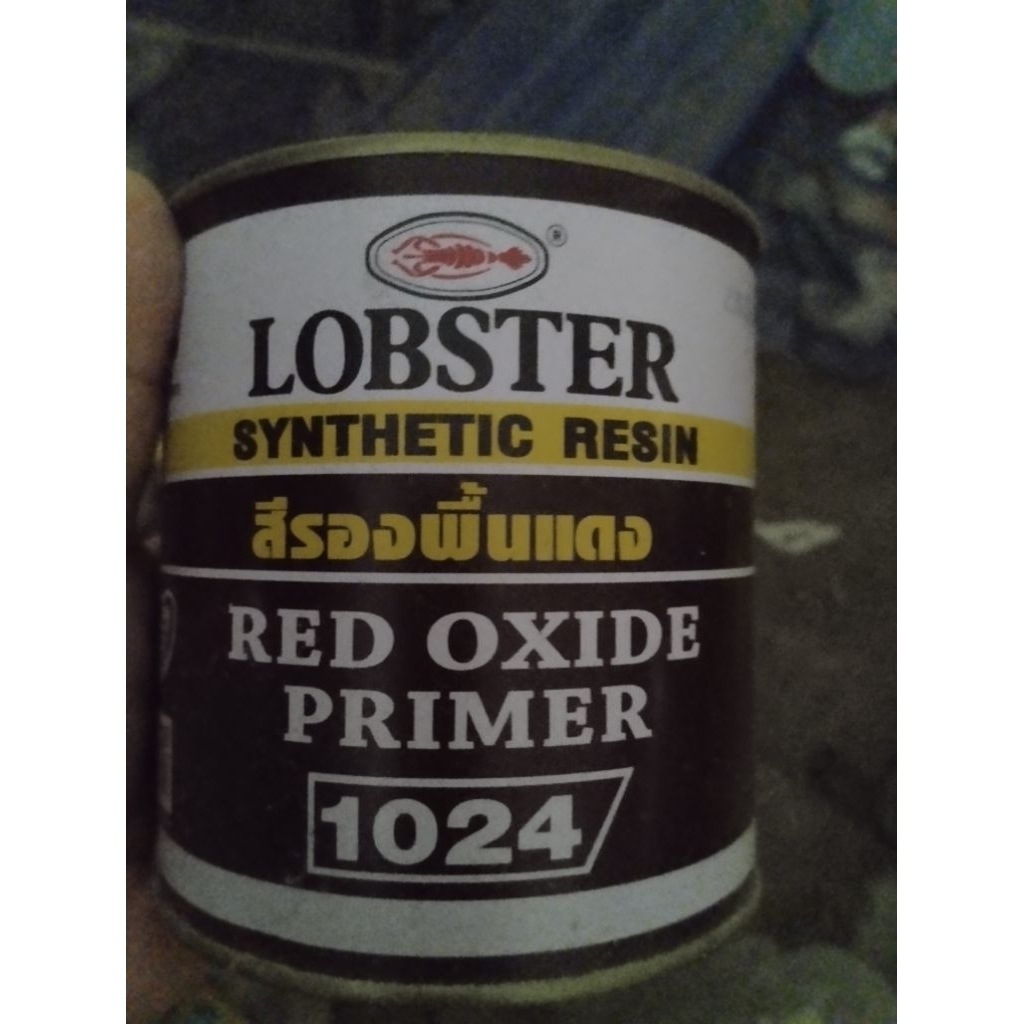 ®
LOBSTER
SYNTHETIC RESIN
สีรองพื้นแดง
RED OXIDE
PRIMER
1024